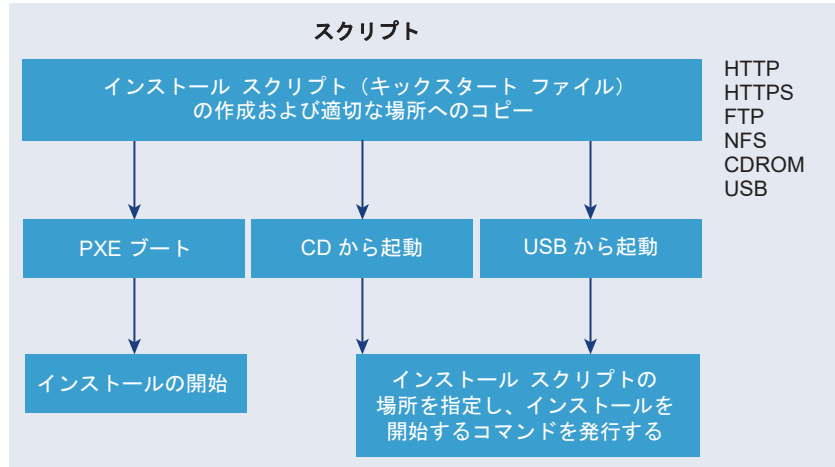 スクリプト
インストール スクリプト（キックスタート ファイル）
の作成および適切な場所へのコピー
HTTP
HTTPS
FTP
NFS
CDROM
USB
PXE ブート
CD から起動
USB から起動
インストールの開始
インストール スクリプトの
場所を指定し、インストールを
開始するコマンドを発行する